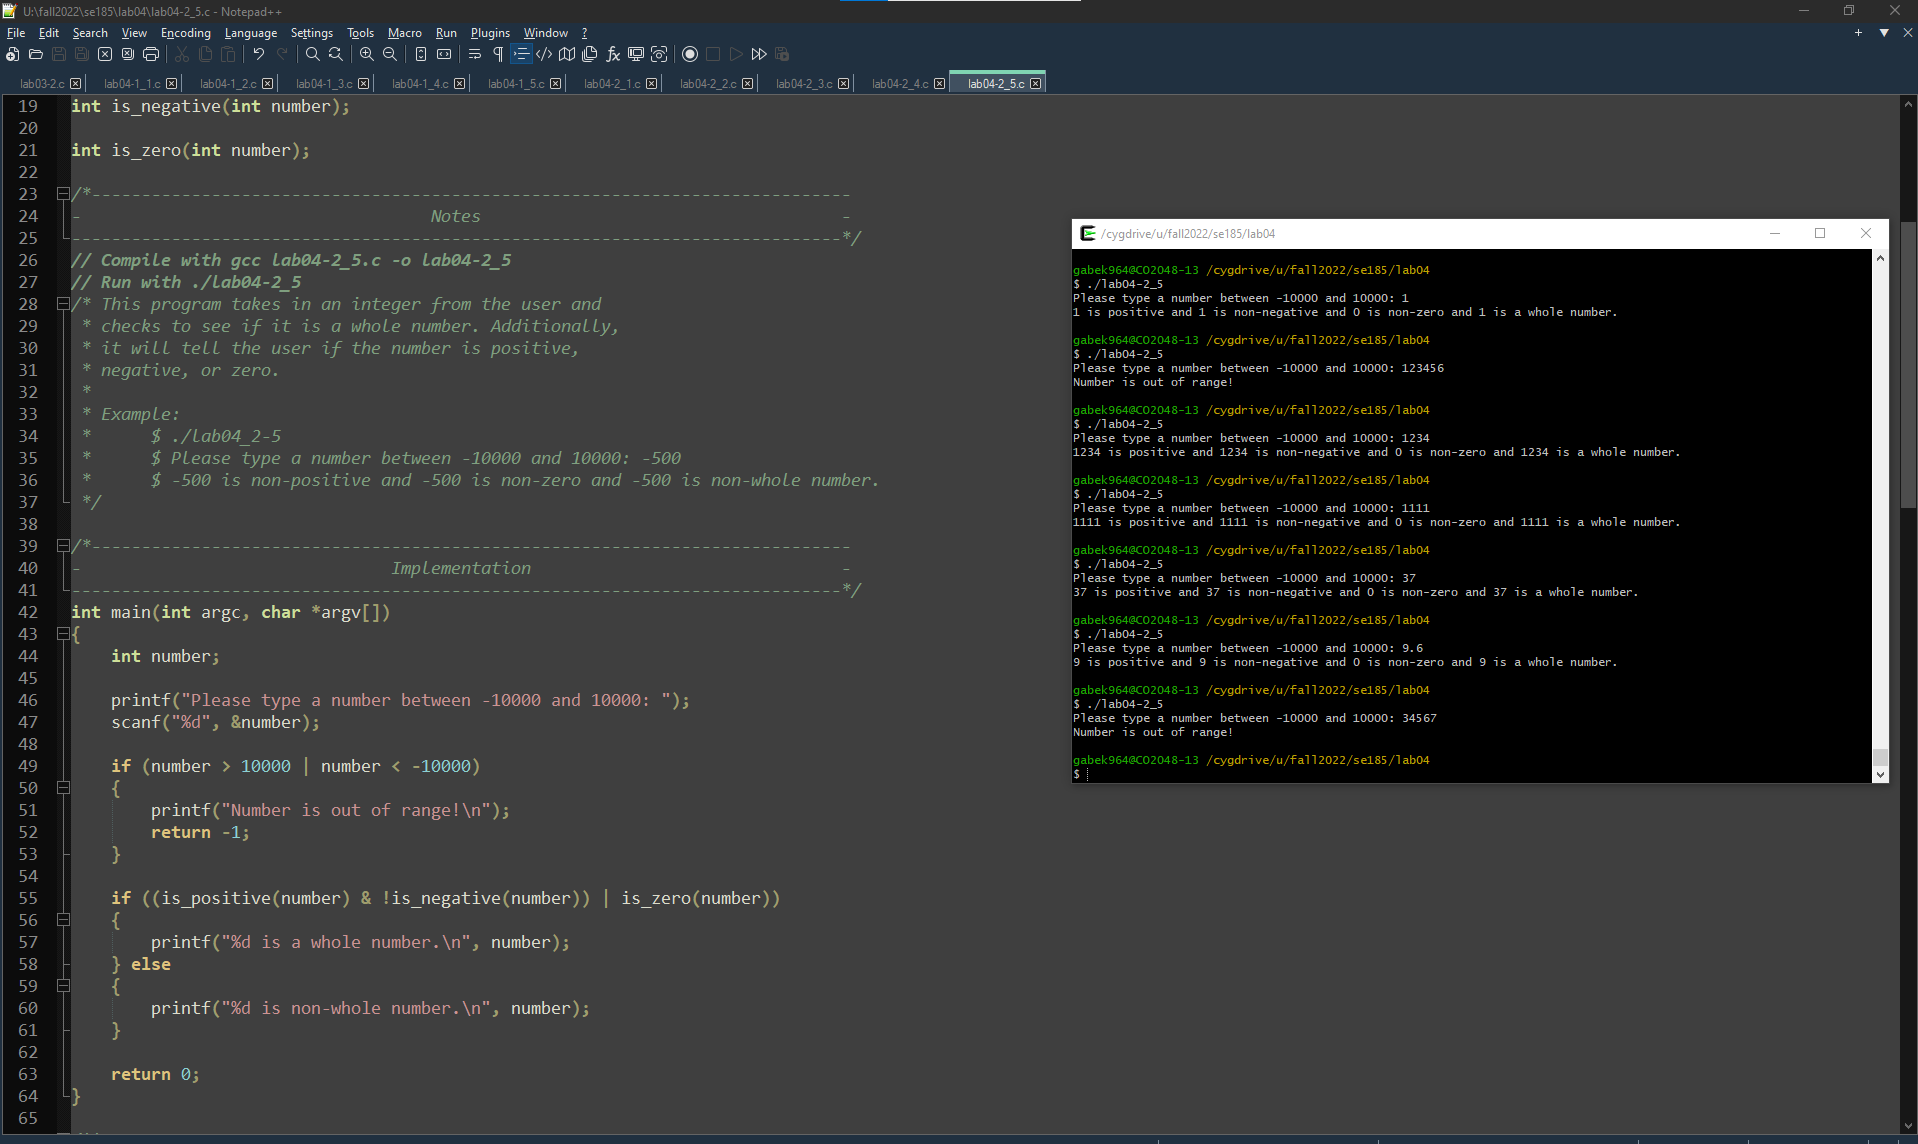 U:\fall2022\se185\lab04\lab04-2_5.c - Notepad++
File Edit Search View Encoding Language Settings Tools Macro Run Plugins Window ?
lab03-2.c lab04-1_1.c lab04-1_2.c lab04-1_3.c lab04-1_4.c lab04-1_5.c lab04-2_1.c lab04-2_2.c lab04-2_3.c lab04-2_4.c lab04-2_5.c
19 int is_negative(int number);
20
21 int is_zero(int number);
22
23 /*----------------------------------------------------------------------------
24 - Notes -
25 -----------------------------------------------------------------------------*/
26 // Compile with gcc lab04-2_5.c -o lab04-2_5
27 // Run with ./lab04-2_5
28 /* This program takes in an integer from the user and
29 * checks to see if it is a whole number. Additionally,
30 * it will tell the user if the number is positive,
31 * negative, or zero.
32 *
33 * Example:
34 * $ ./lab04_2-5
35 * $ Please type a number between -10000 and 10000: -500
36 * $ -500 is non-positive and -500 is non-zero and -500 is non-whole number.
37 */
38
39 /*----------------------------------------------------------------------------
40 - Implementation -
41 -----------------------------------------------------------------------------*/
42 int main(int argc, char *argv[])
43 {
44 int number;
45
46 printf("Please type a number between -10000 and 10000: ");
47 scanf("%d", &number);
48
49 if (number > 10000 | number < -10000)
50 {
51 printf("Number is out of range!\n");
52 return -1;
53 }
54
55 if ((is_positive(number) & !is_negative(number)) | is_zero(number))
56 {
57 printf("%d is a whole number.\n", number);
58 } else
59 {
60 printf("%d is non-whole number.\n", number);
61 }
62
63 return 0;
64 }
65
/cygdrive/u/fall2022/se185/lab04
gabek964@CO2048-13 /cygdrive/u/fall2022/se185/lab04
$ ./lab04-2_5
Please type a number between -10000 and 10000: 1
1 is positive and 1 is non-negative and 0 is non-zero and 1 is a whole number.
gabek964@CO2048-13 /cygdrive/u/fall2022/se185/lab04
$ ./lab04-2_5
Please type a number between -10000 and 10000: 123456
Number is out of range!
gabek964@CO2048-13 /cygdrive/u/fall2022/se185/lab04
$ ./lab04-2_5
Please type a number between -10000 and 10000: 1234
1234 is positive and 1234 is non-negative and 0 is non-zero and 1234 is a whole number.
gabek964@CO2048-13 /cygdrive/u/fall2022/se185/lab04
$ ./lab04-2_5
Please type a number between -10000 and 10000: 1111
1111 is positive and 1111 is non-negative and 0 is non-zero and 1111 is a whole number.
gabek964@CO2048-13 /cygdrive/u/fall2022/se185/lab04
$ ./lab04-2_5
Please type a number between -10000 and 10000: 37
37 is positive and 37 is non-negative and 0 is non-zero and 37 is a whole number.
gabek964@CO2048-13 /cygdrive/u/fall2022/se185/lab04
$ ./lab04-2_5
Please type a number between -10000 and 10000: 9.6
9 is positive and 9 is non-negative and 0 is non-zero and 9 is a whole number.
gabek964@CO2048-13 /cygdrive/u/fall2022/se185/lab04
$ ./lab04-2_5
Please type a number between -10000 and 10000: 34567
Number is out of range!
gabek964@CO2048-13 /cygdrive/u/fall2022/se185/lab04
$